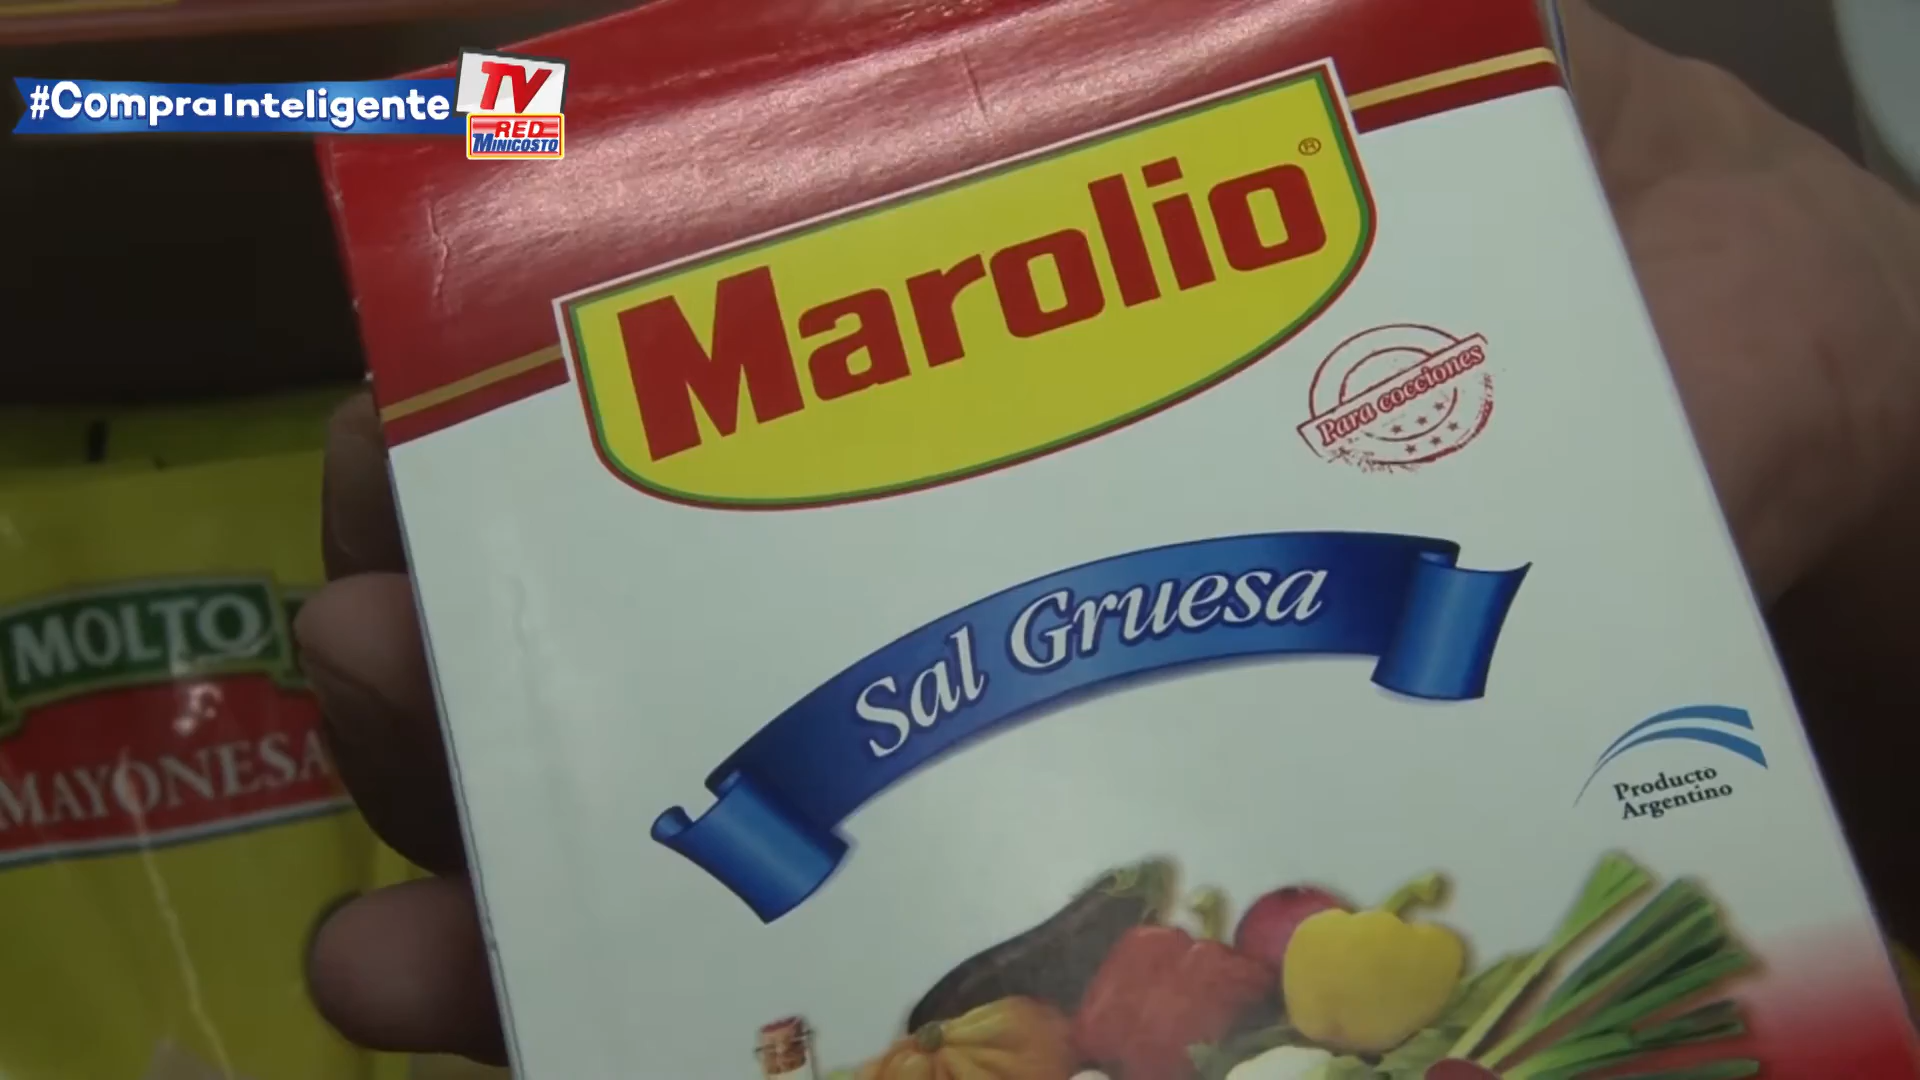 #CompraInteligente
TV
RED
MINICOSTO
Marolio®
Para cocciones
Sal Gruesa
Producto
Argentino
MOLTO
MAYONESA